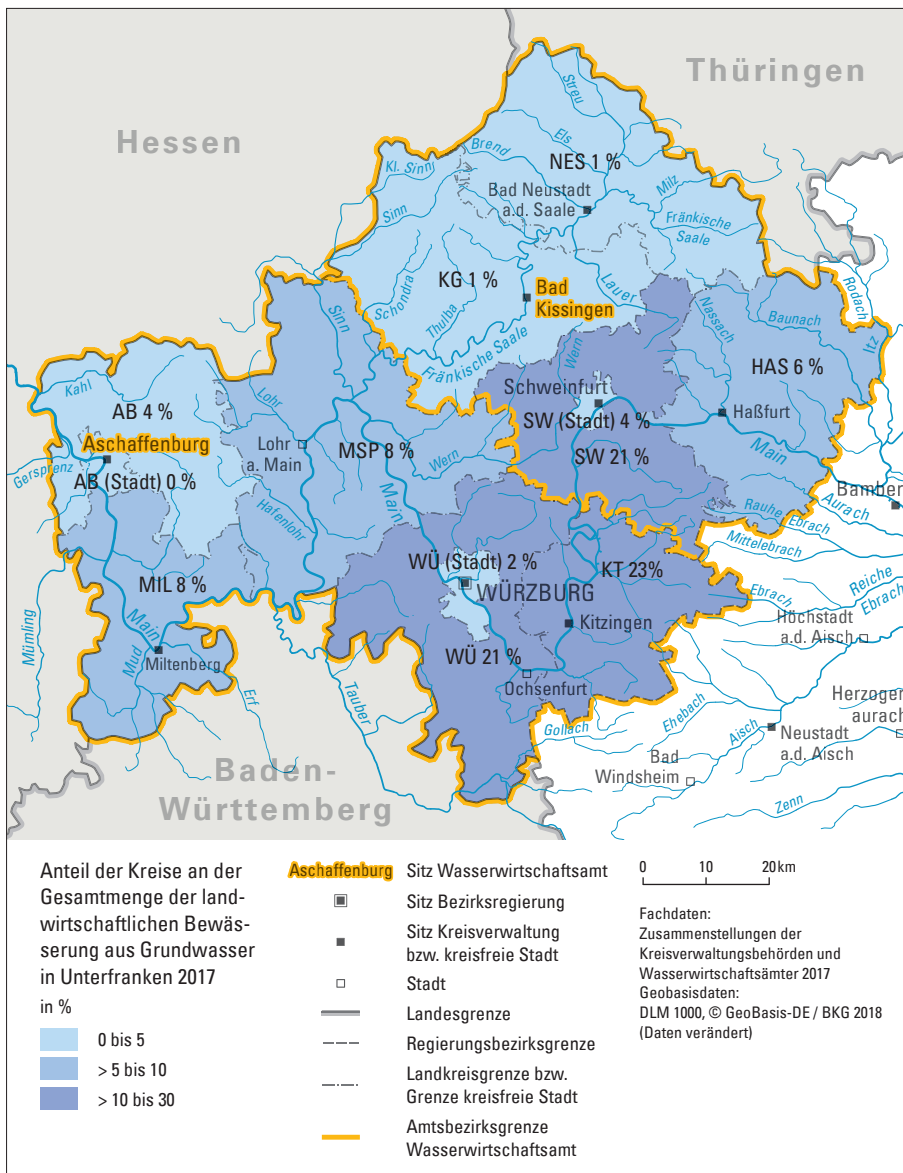 Thüringen
Hessen
Streu
Els
Brend
NES 1 %
Kl. Sinn
Milz
Bad Neustadt
a.d. Saale
Sinn
Fränkische
Saale
KG 1 %
Schondra
Thulba
Bad
Kissingen
Lauer
Rodach
Sinn
Nassach
Baunach
Itz
Fränkische Saale
Wern
HAS 6 %
Kahl
Schweinfurt
AB 4 %
Lohr
SW (Stadt) 4 %
Haßfurt
Aschaffenburg
Lohr
a. Main
MSP 8 %
Wern
SW 21 %
Main
Gersprenz
AB (Stadt) 0 %
Main
Aurach
Bamber
Hafenlohr
Rauhe Ebrach
Mittelebrach
WÜ (Stadt) 2 %
KT 23%
MIL 8 %
WÜRZBURG
Ebrach
Reiche
Ebrach
Mümling
Main
Kitzingen
Höchstadt
a.d. Aisch
Mud
Miltenberg
WÜ 21 %
Ochsenfurt
Erf
Tauber
Gollach
Ehebach
Aisch
Herzogen
aurach
Neustadt
a.d. Aisch
Bad
Windsheim
Baden-
Württemberg
Zenn
Anteil der Kreise an der
Gesamtmenge der land-
wirtschaftlichen Bewäs-
serung aus Grundwasser
in Unterfranken 2017
in %
0 bis 5
> 5 bis 10
> 10 bis 30
Aschaffenburg Sitz Wasserwirtschaftsamt
Sitz Bezirksregierung
Sitz Kreisverwaltung
bzw. kreisfreie Stadt
Stadt
Landesgrenze
Regierungsbezirksgrenze
Landkreisgrenze bzw.
Grenze kreisfreie Stadt
Amtsbezirksgrenze
Wasserwirtschaftsamt
0 10 20 km
Fachdaten:
Zusammenstellungen der
Kreisverwaltungsbehörden und
Wasserwirtschaftsämter 2017
Geobasisdaten:
DLM 1000, © GeoBasis-DE / BKG 2018
(Daten verändert)